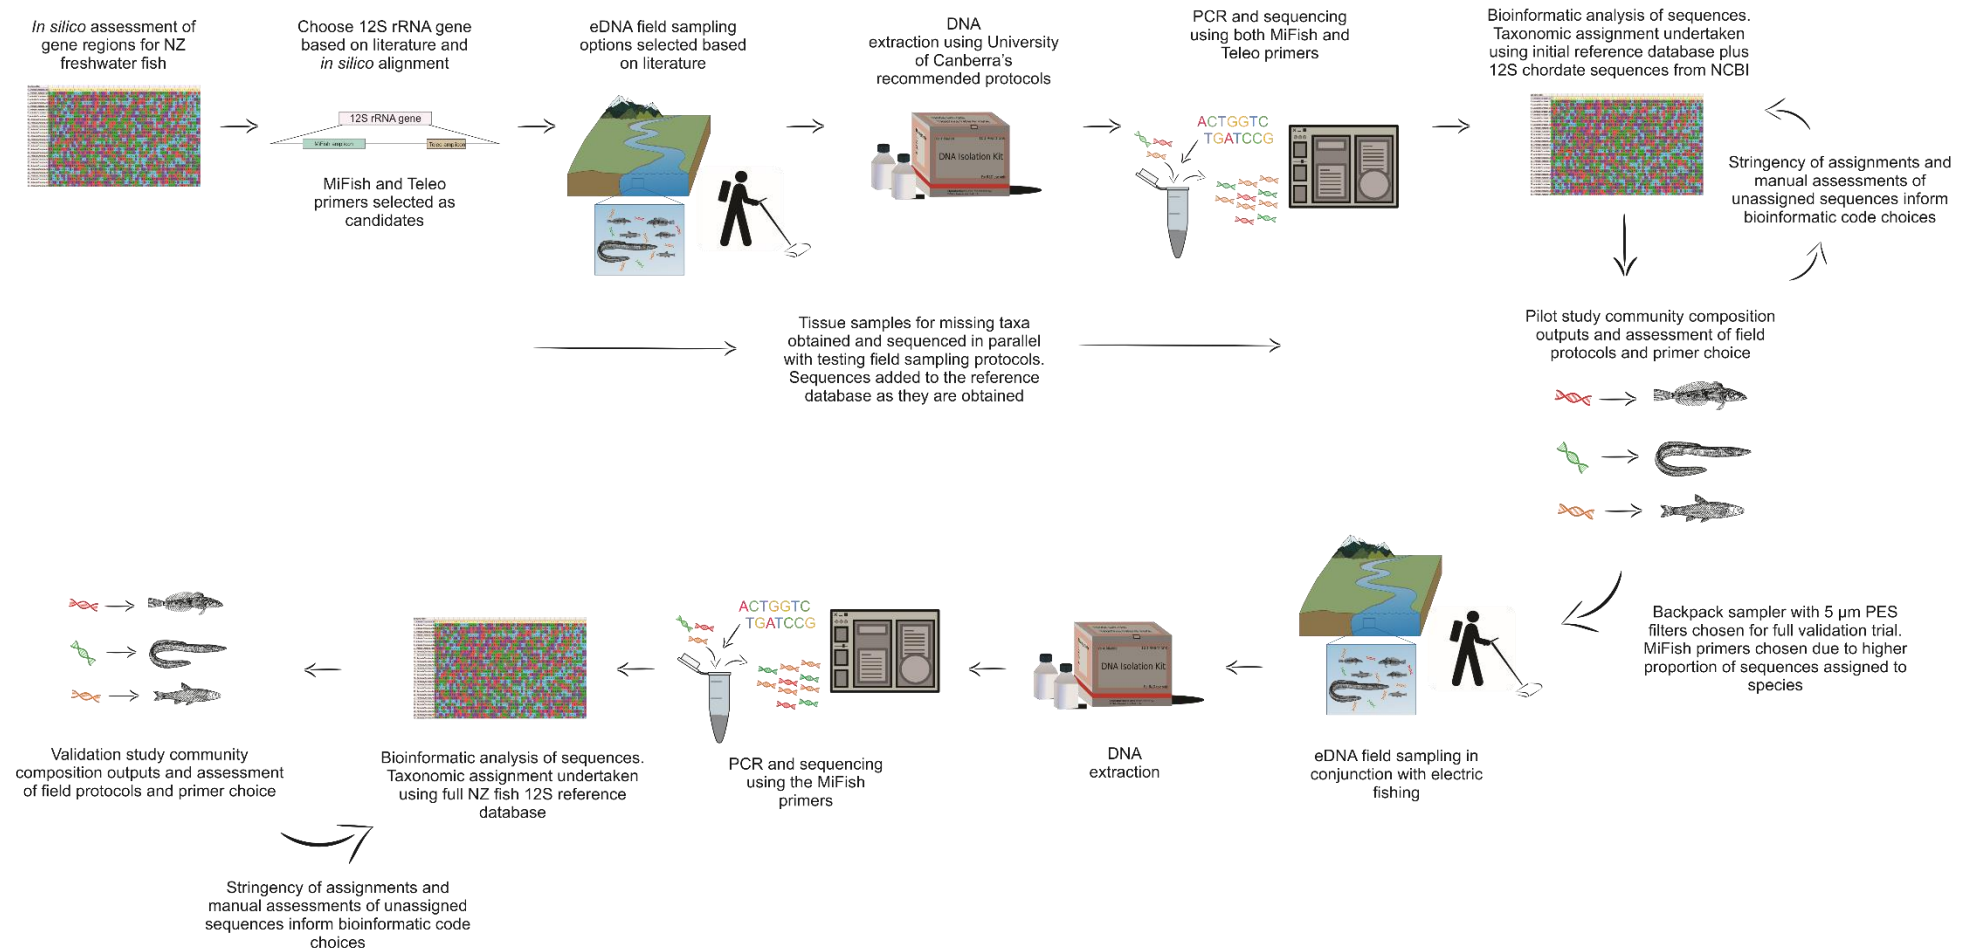 In silico assessment of
gene regions for NZ
freshwater fish
Choose 12S rRNA gene
based on literature and
in silico alignment
12S rRNA gene
MiFish amplicon
Teleo amplicon
MiFish and Teleo
primers selected as
candidates
eDNA field sampling
options selected based
on literature
DNA
extraction using University
of Canberra's
recommended protocols
DNA Isolation Kit
PCR and sequencing
using both MiFish and
Teleo primers
ACTGGTC
TGATCCG
Bioinformatic analysis of sequences.
Taxonomic assignment undertaken
using initial reference database plus
12S chordate sequences from NCBI
Stringency of assignments and
manual assessments of
unassigned sequences inform
bioinformatic code choices
Tissue samples for missing taxa
obtained and sequenced in parallel
with testing field sampling protocols.
Sequences added to the reference
database as they are obtained
Pilot study community composition
outputs and assessment of field
protocols and primer choice
Backpack sampler with 5 µm PES
filters chosen for full validation trial.
MiFish primers chosen due to higher
proportion of sequences assigned to
species
eDNA field sampling in
conjunction with electric
fishing
DNA Isolation Kit
DNA
extraction
ACTGGTC
TGATCCG
PCR and sequencing
using the MiFish
primers
Bioinformatic analysis of sequences.
Taxonomic assignment undertaken
using full NZ fish 12S reference
database
Validation study community
composition outputs and assessment
of field protocols and primer choice
Stringency of assignments and
manual assessments of unassigned
sequences inform bioinformatic code
choices